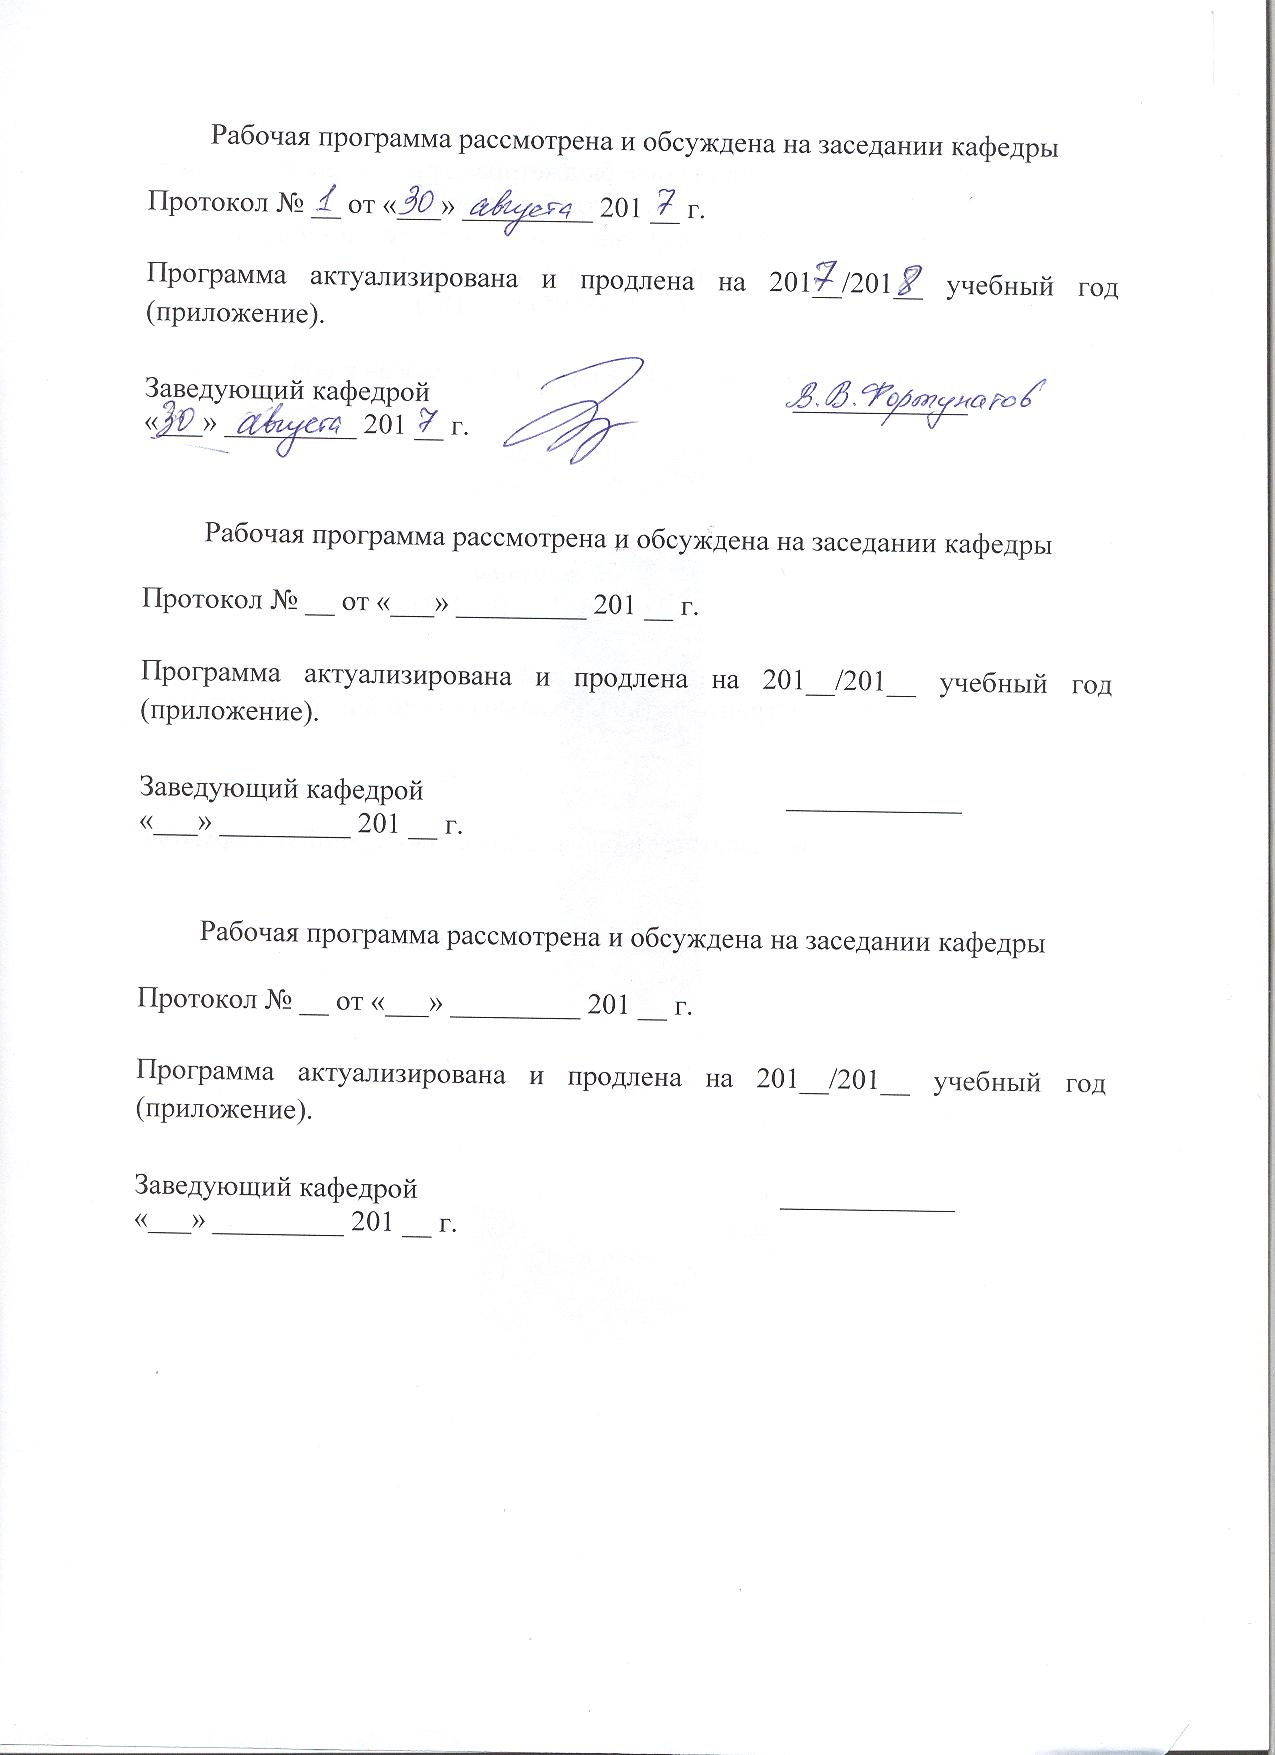 Рабочая программа рассмотрена и обсуждена на заседании кафедры
Протокол № 1 от «30» августа 201 7 г.
Программа актуализирована и продлена на 2017/2018 учебный год
(приложение).
Заведующий кафедрой В.В.Фортунатов
«30» августа 201 7 г.
Рабочая программа рассмотрена и обсуждена на заседании кафедры
Протокол № __ от «___» _________ 201 __ г.
Программа актуализирована и продлена на 201__/201__ учебный год
(приложение).
Заведующий кафедрой ____________
«___» _________ 201 __ г.
Рабочая программа рассмотрена и обсуждена на заседании кафедры
Протокол № __ от «___» _________ 201 __ г.
Программа актуализирована и продлена на 201__/201__ учебный год
(приложение).
Заведующий кафедрой ____________
«___» _________ 201 __ г.